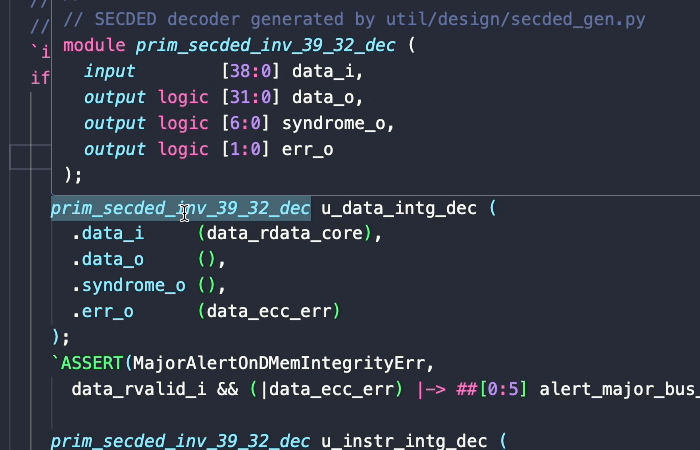 //
// SECDED decoder generated by util/design/secded_gen.py
//
`i
module prim_secded_inv_39_32_dec (
if
input [38:0] data_i,
output logic [31:0] data_o,
output logic [6:0] syndrome_o,
output logic [1:0] err_o
);
prim_secded_inv_39_32_dec u_data_intg_dec (
.data_i (data_rdata_core),
.data_o (),
.syndrome_o (),
.err_o (data_ecc_err)
);
`ASSERT(MajorAlertOnDMemIntegrityErr,
data_rvalid_i && (|data_ecc_err) |-> ##[0:5] alert_major_bus_
prim_secded_inv_39_32_dec u_instr_intg_dec (